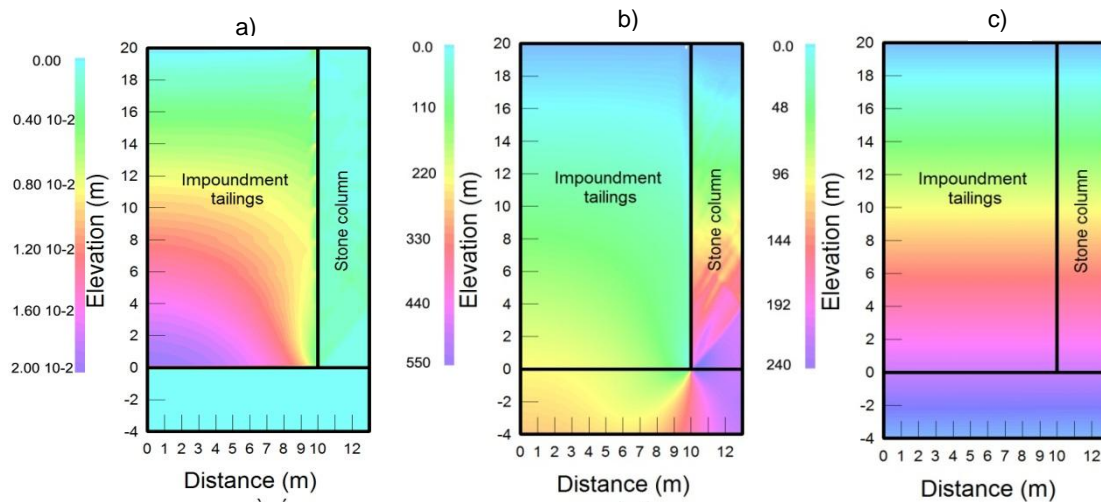 a)
0.00
0.40 10-2
0.80 10-2
1.20 10-2
1.60 10-2
2.00 10-2
Elevation (m)
20
18
16
14
12
10
8
6
4
2
0
-2
-4
Impoundment
tailings
Stone column
0 1 2 3 4 5 6 7 8 9 10 12
Distance (m)
b)
0.0
110
220
330
440
550
Elevation (m)
20
18
16
14
12
10
8
6
4
2
0
-2
-4
Impoundment
tailings
Stone column
0 1 2 3 4 5 6 7 8 9 10 12
Distance (m)
c)
0.0
48
96
144
192
240
Elevation (m)
20
18
16
14
12
10
8
6
4
2
0
-2
-4
Impoundment
tailings
Stone column
0 1 2 3 4 5 6 7 8 9 10 12
Distance (m)